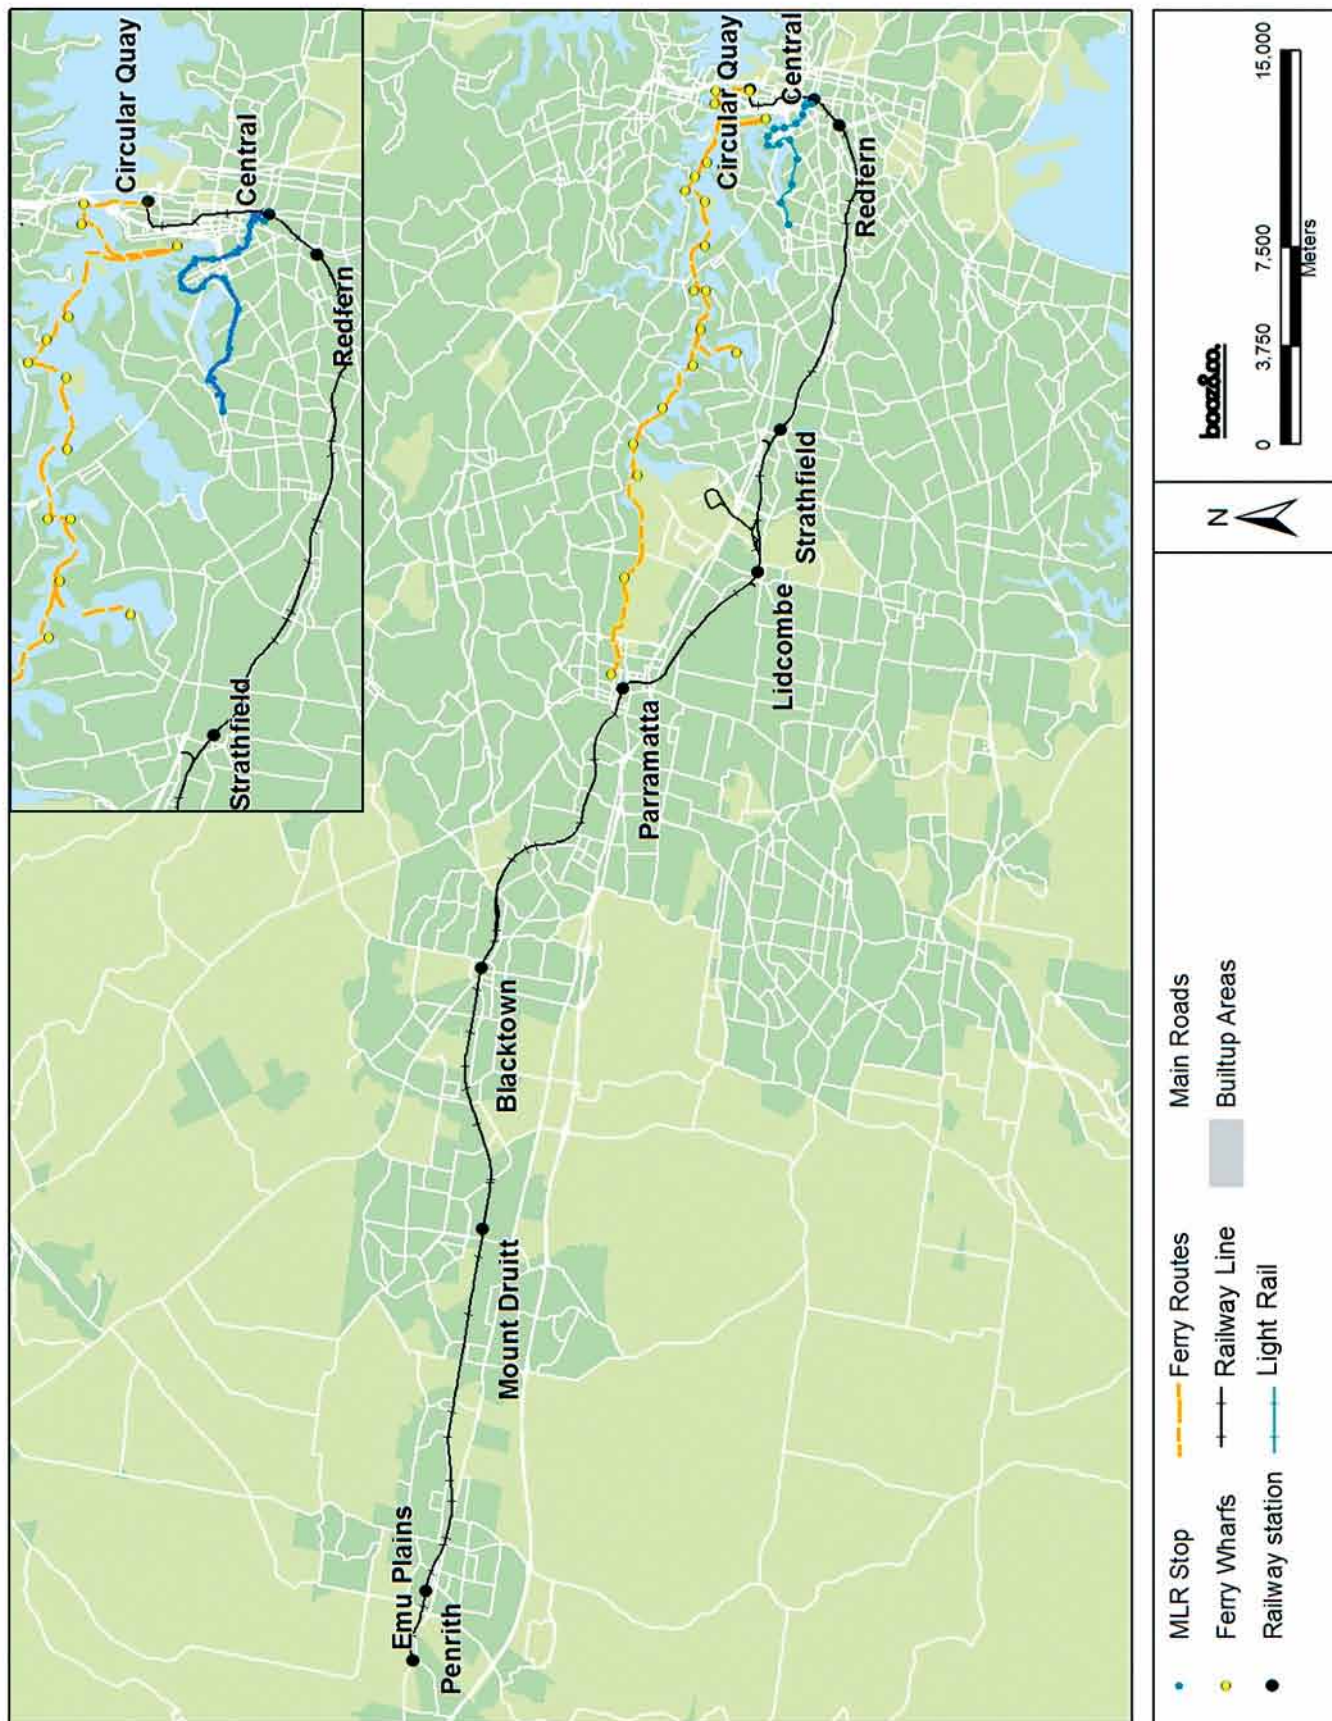 Circular Quay
Central
Redfern
Strathfield
Circular Quay
Central
Redfern
Strathfield
Lidcombe
Parramatta
Blacktown
Mount Druitt
Emu Plains
Penrith
MLR Stop
Ferry Wharfs
Railway station
Ferry Routes
Railway Line
Light Rail
Main Roads
Builtup Areas
N
booz&co.
0 3,750 7,500 15,000
Meters